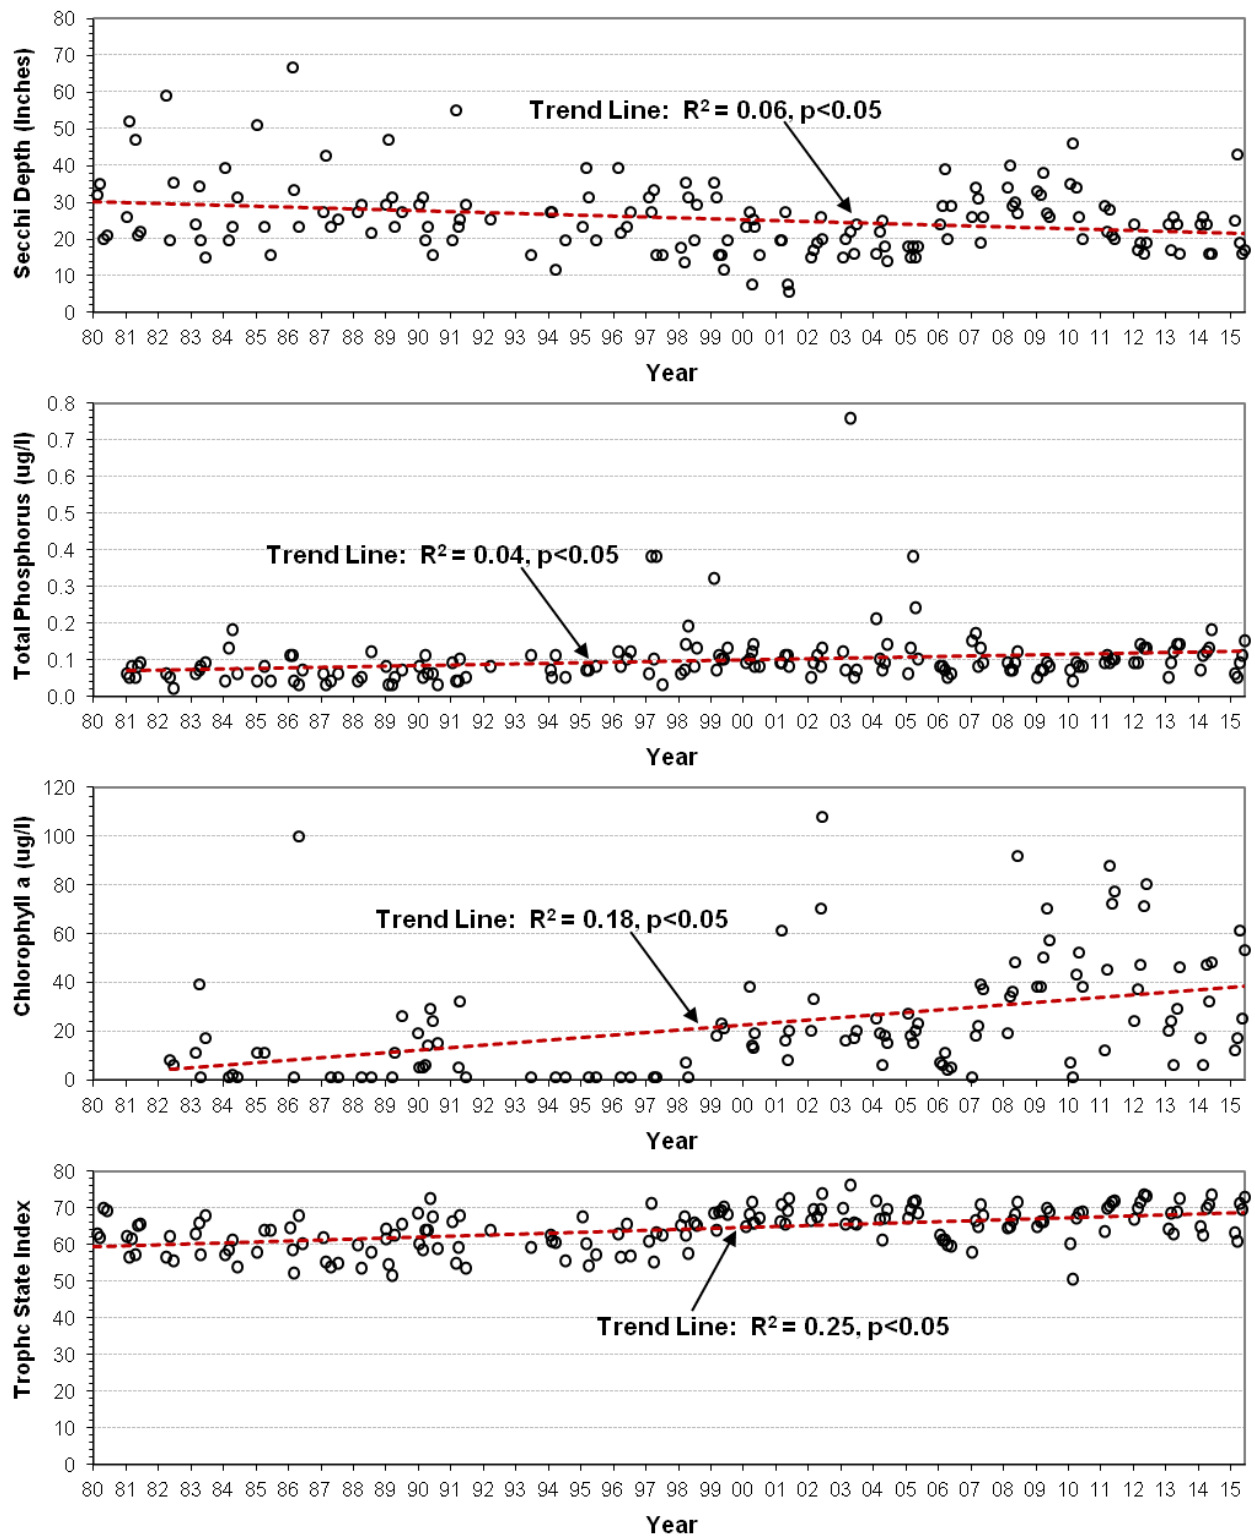 80
70
60
50
40
30
20
10
0
Secchi Depth (Inches)
Trend Line: R² = 0.06, p<0.05
80 81 82 83 84 85 86 87 88 89 90 91 92 94 95 96 97 98 99 00 01 02 03 04 05 06 07 08 09 10 11 12 13 14 15
Year
0.8
0.7
0.6
0.5
0.4
0.3
0.2
0.1
0.0
Total Phosphorus (ug/l)
Trend Line: R² = 0.04, p<0.05
80 81 82 83 84 85 86 87 88 89 90 91 92 94 95 96 97 98 99 00 01 02 03 04 05 06 07 08 09 10 11 12 13 14 15
Year
120
100
80
60
40
20
0
Chlorophyll a (ug/l)
Trend Line: R² = 0.18, p<0.05
80 81 82 83 84 85 86 87 88 89 90 91 92 94 95 96 97 98 99 00 01 02 03 04 05 06 07 08 09 10 11 12 13 14 15
Year
80
70
60
50
40
30
20
10
0
Trophc State Index
Trend Line: R² = 0.25, p<0.05
80 81 82 83 84 85 86 87 88 89 90 91 92 94 95 96 97 98 99 00 01 02 03 04 05 06 07 08 09 10 11 12 13 14 15
Year